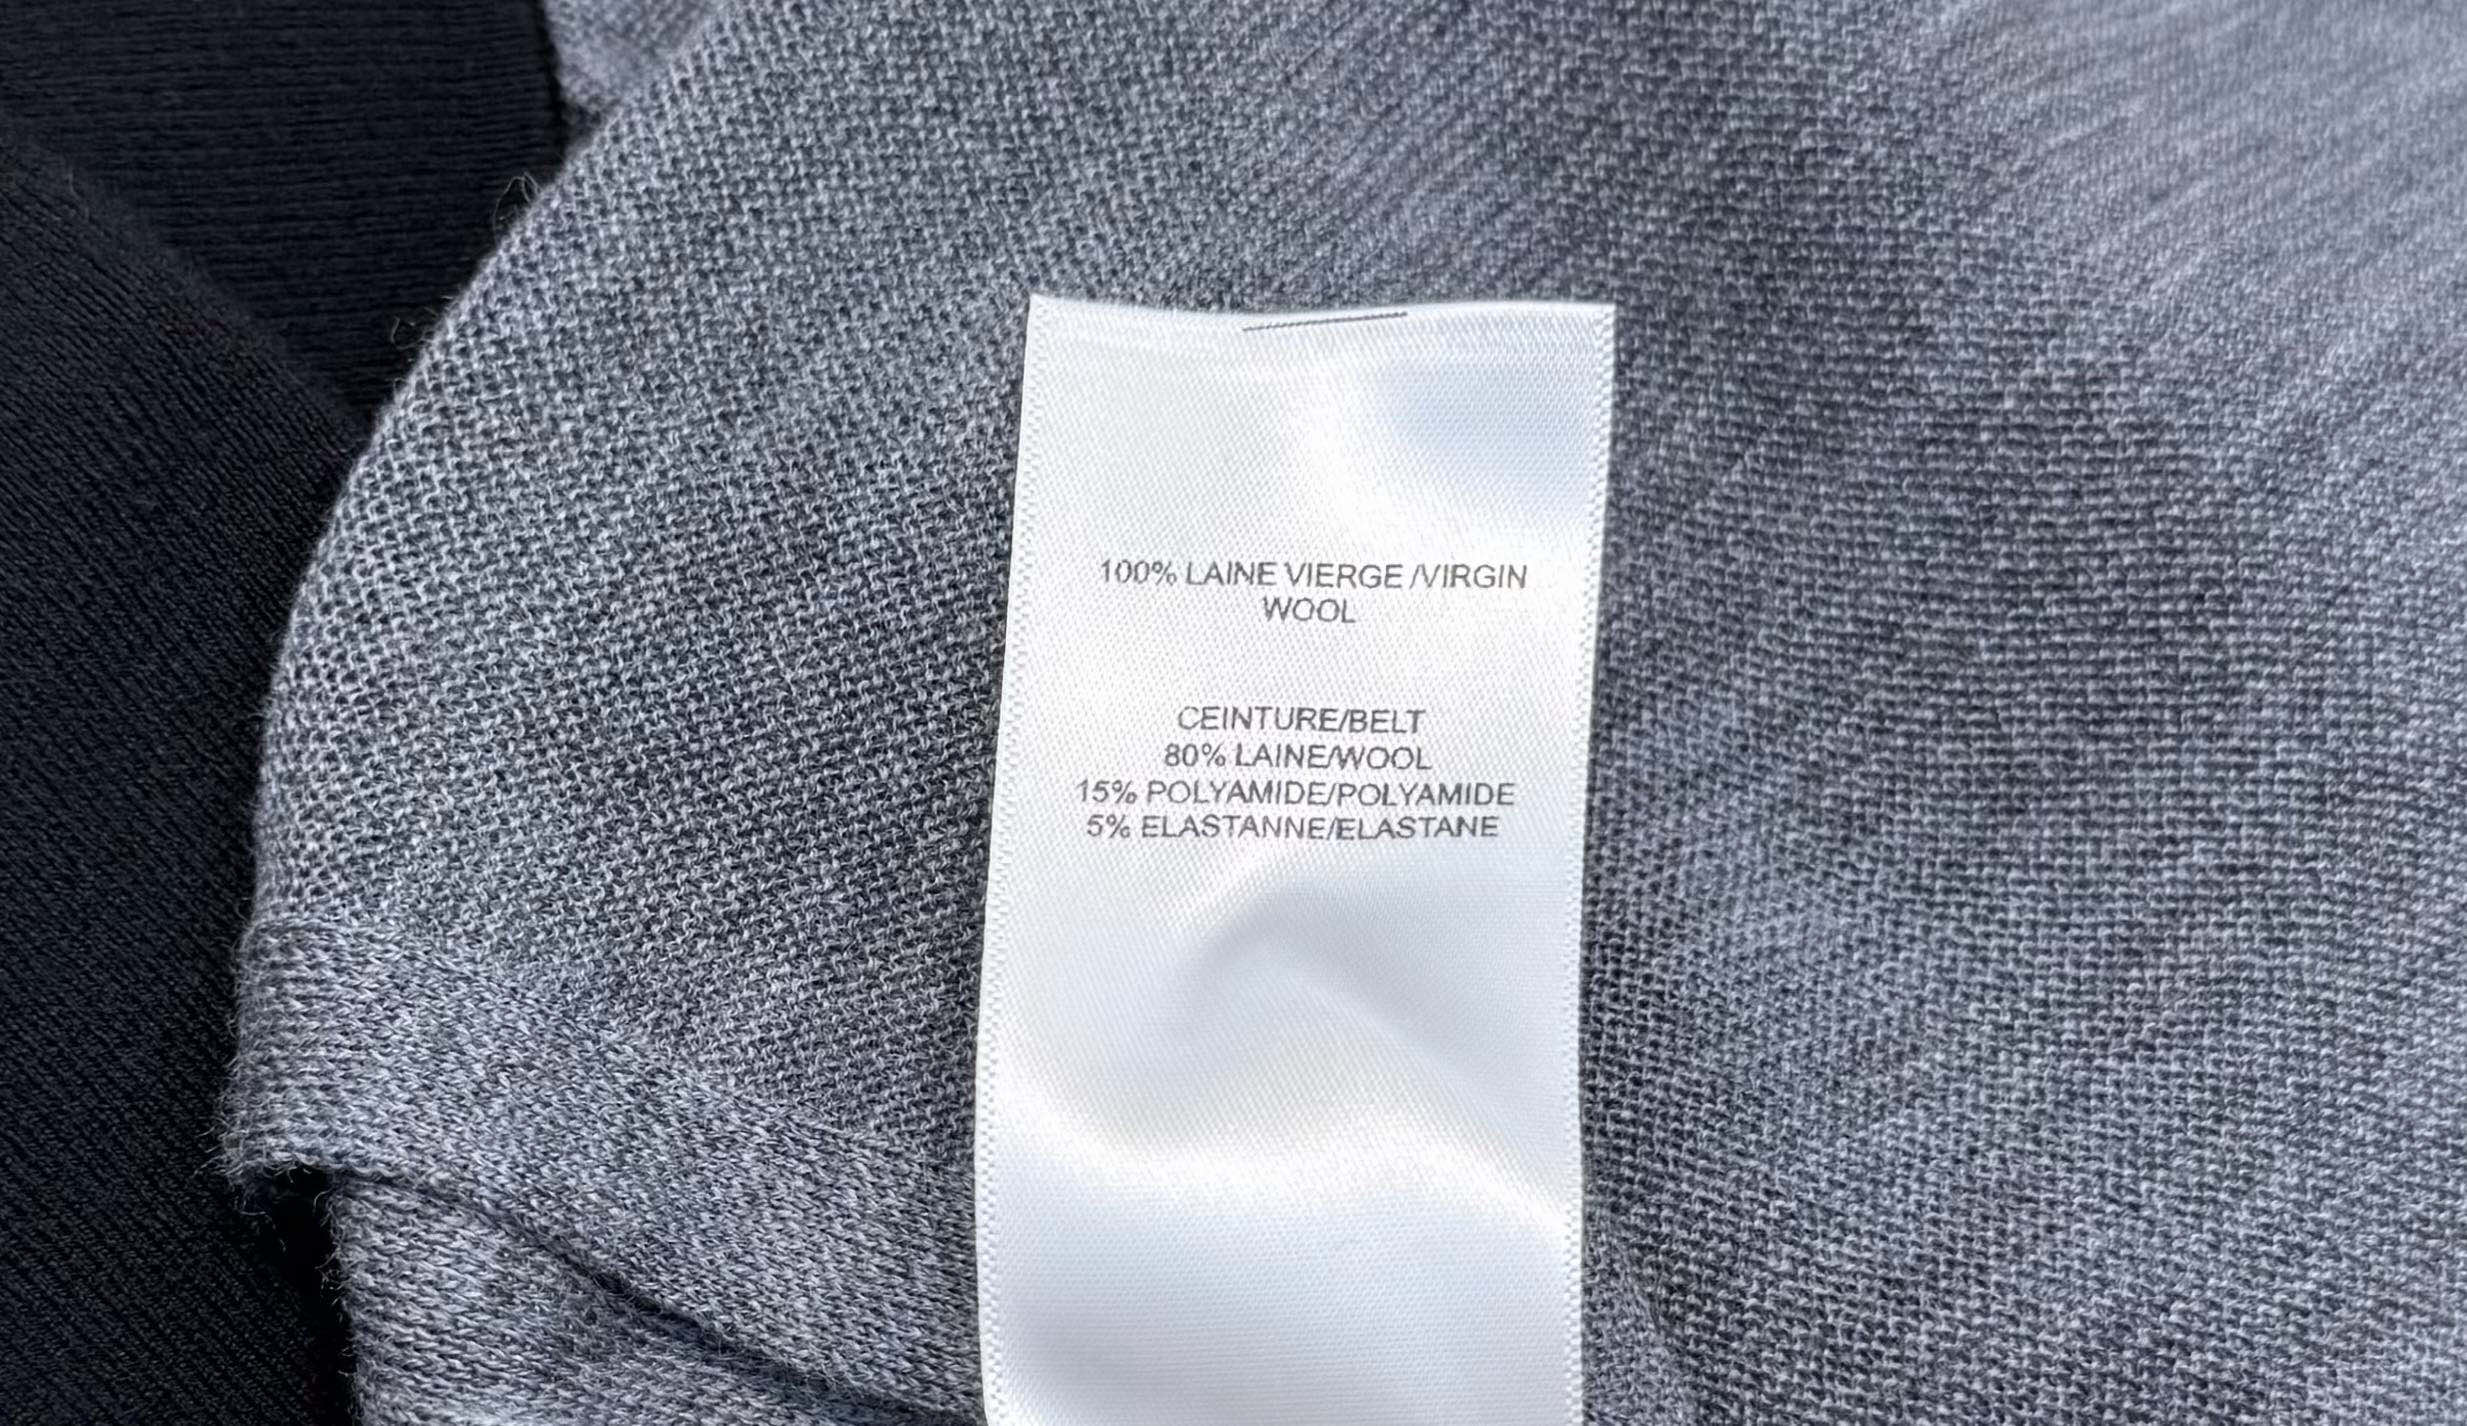 100% LAINE VIERGE /VIRGIN
WOOL
CEINTURE/BELT
80% LAINE/WOOL
15% POLYAMIDE/POLYAMIDE
5% ELASTANNE/ELASTANE